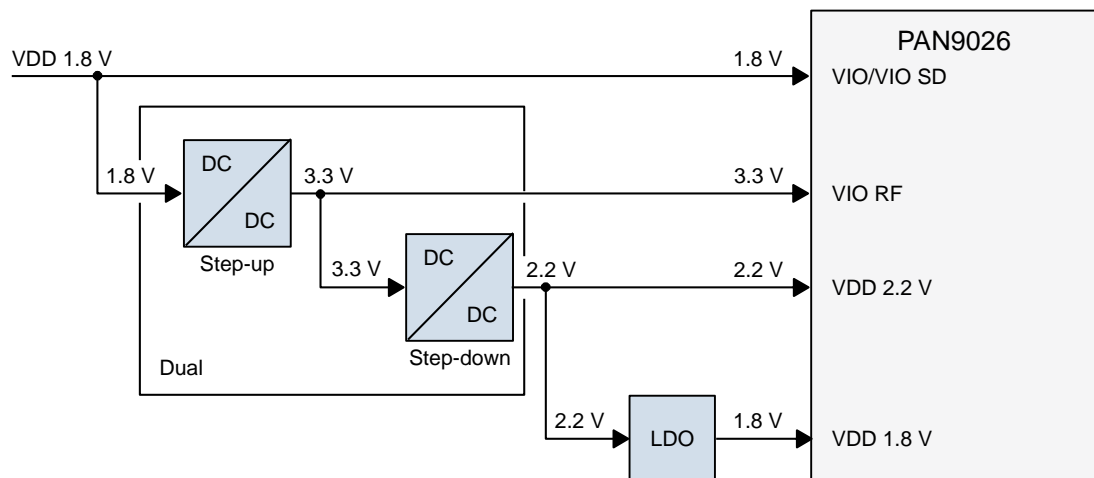 PAN9026
VDD 1.8 V
1.8 V
VIO/VIO SD
DC
1.8 V
3.3 V
3.3 V
VIO RF
DC
Step-up
DC
3.3 V
2.2 V
2.2 V
VDD 2.2 V
DC
Step-down
Dual
2.2 V
LDO
1.8 V
VDD 1.8 V